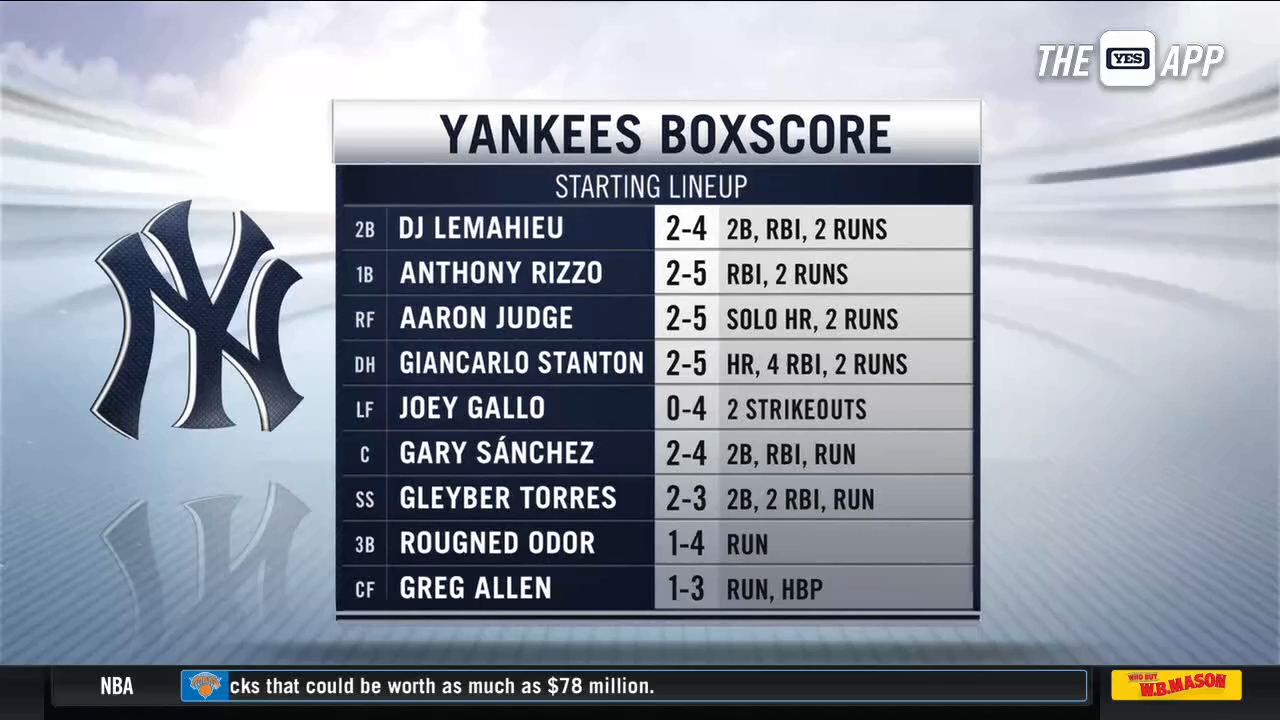 THE YES APP
YANKEES BOXSCORE
STARTING LINEUP
2B DJ LEMAHIEU 2-4 2B, RBI, 2 RUNS
1B ANTHONY RIZZO 2-5 RBI, 2 RUNS
RF AARON JUDGE 2-5 SOLO HR, 2 RUNS
DH GIANCARLO STANTON 2-5 HR, 4 RBI, 2 RUNS
LF JOEY GALLO 0-4 2 STRIKEOUTS
C GARY SÁNCHEZ 2-4 2B, RBI, RUN
SS GLEYBER TORRES 2-3 2B, 2 RBI, RUN
3B ROUGNED ODOR 1-4 RUN
CF GREG ALLEN 1-3 RUN, HBP
NBA cks that could be worth as much as $78 million. WHO BUT W.B. MASON